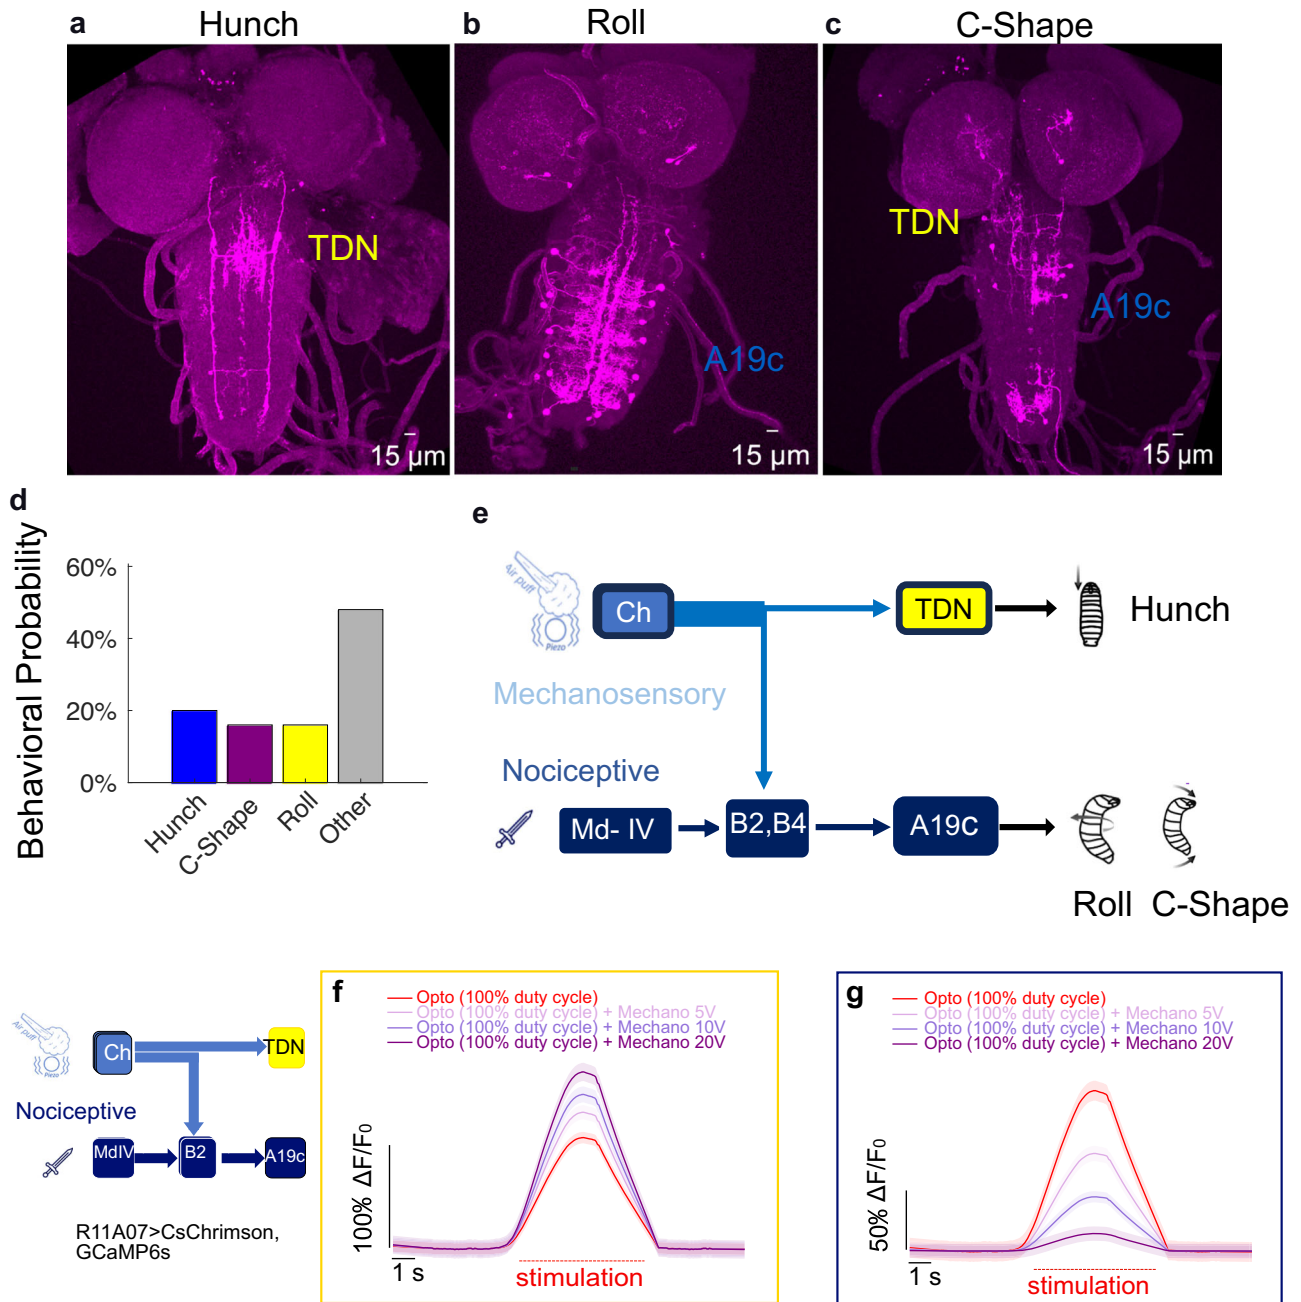 a Hunch
b Roll
c C-Shape
TDN
A19c
TDN
A19c
15 µm
15 µm
15 µm
d
Behavioral Probability
60%
40%
20%
0%
Hunch
C-Shape
Roll
Other
e
Air puff
Piezo
Ch
TDN
Hunch
Mechanosensory
Nociceptive
Md- IV
B2,B4
A19c
Roll C-Shape
Air puff
Piezo
Ch
TDN
Nociceptive
MdIV
B2
A19c
R11A07>CsChrimson,
GCaMP6s
f
Opto (100% duty cycle)
Opto (100% duty cycle) + Mechano 5V
Opto (100% duty cycle) + Mechano 10V
Opto (100% duty cycle) + Mechano 20V
100% ΔF/F₀
1 s
stimulation
g
Opto (100% duty cycle)
Opto (100% duty cycle) + Mechano 5V
Opto (100% duty cycle) + Mechano 10V
Opto (100% duty cycle) + Mechano 20V
50% ΔF/F₀
1 s
stimulation